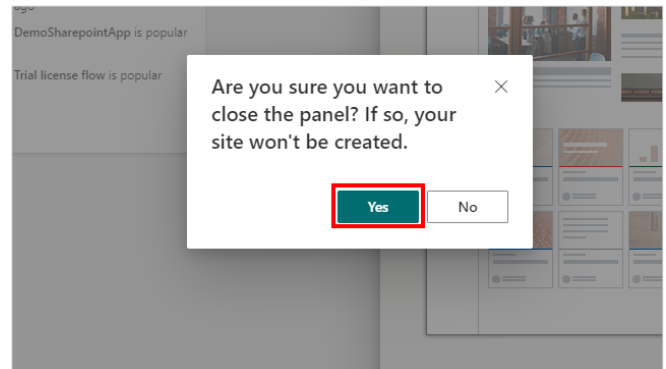 ago
DemoSharepointApp is popular
Trial license flow is popular
Are you sure you want to
close the panel? If so, your
site won't be created.
Yes
No